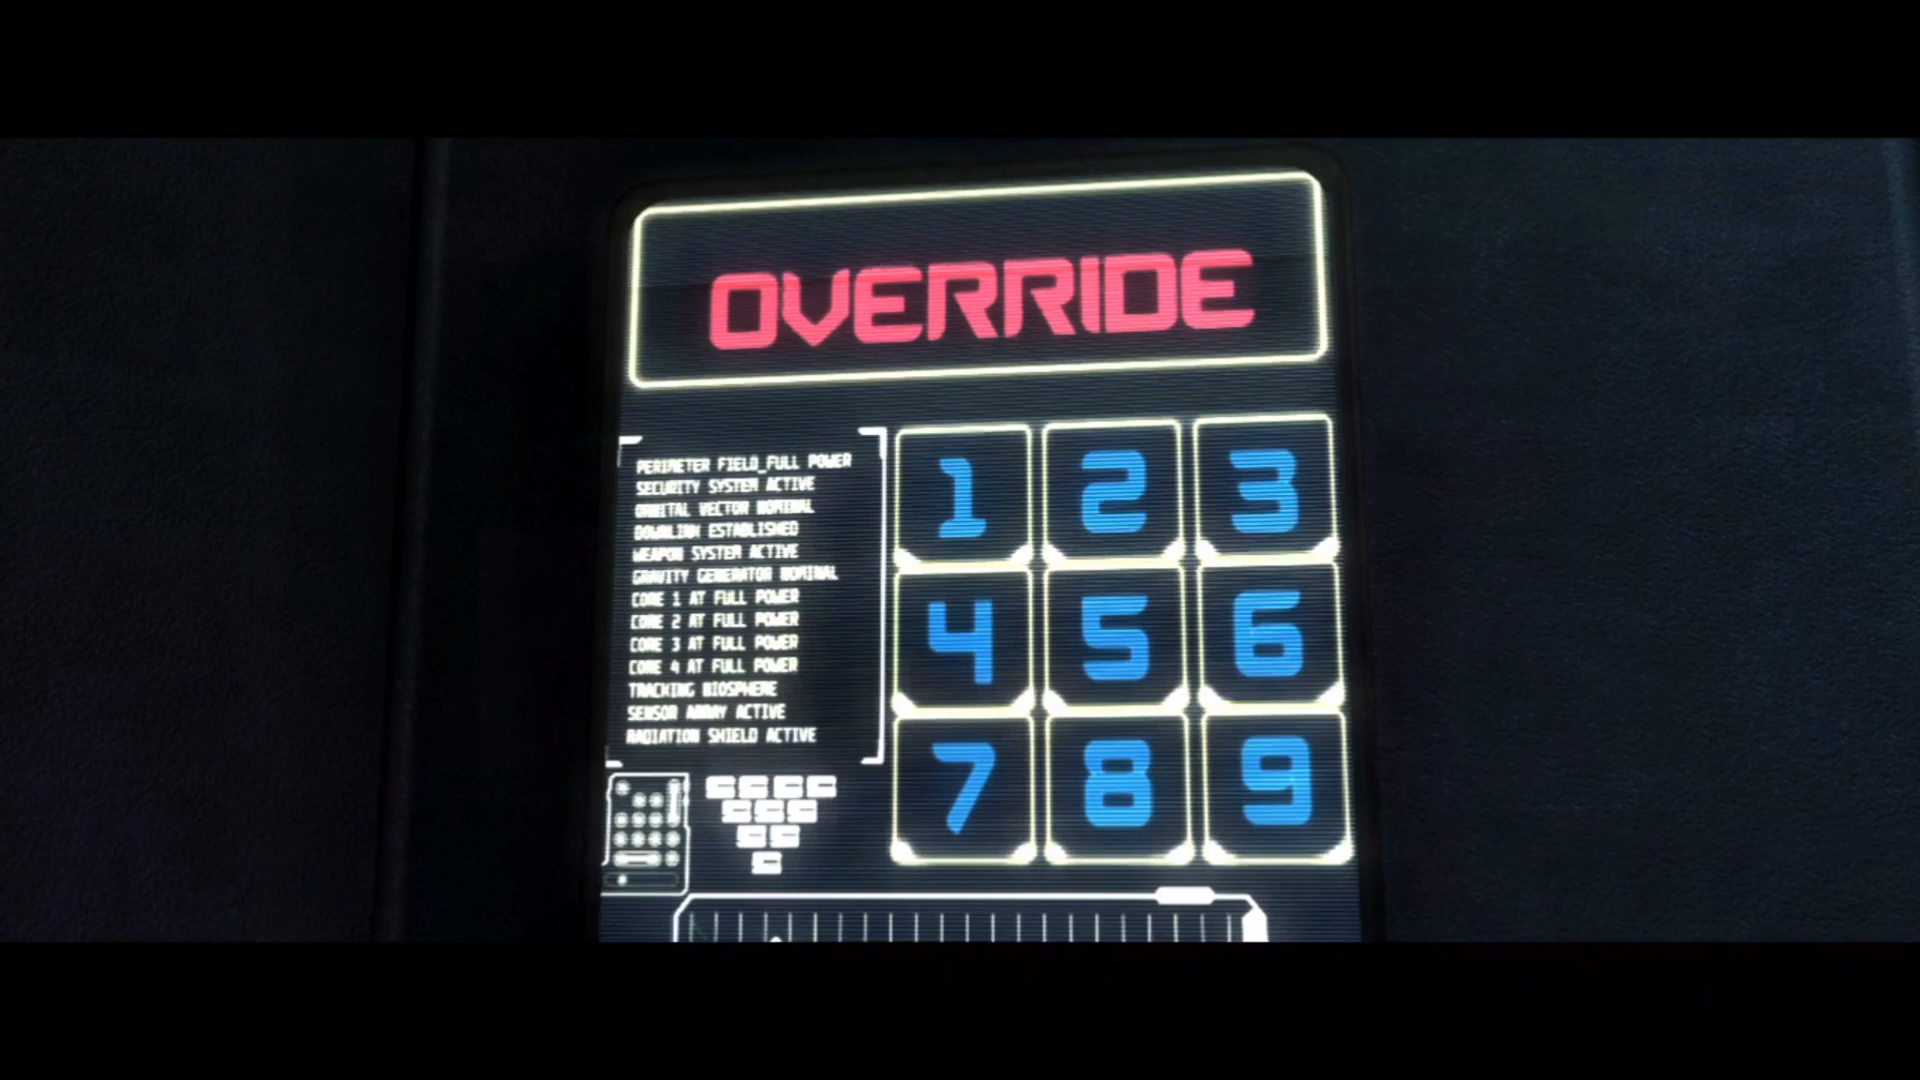 OVERRIDE
PERIMETER FIELD_FULL POWER
SECURITY SYSTEM ACTIVE
ORBITAL VECTOR NOMINAL
DOWNLINK ESTABLISHED
WEAPON SYSTEM ACTIVE
GRAVITY GENERATOR NOMINAL
CORE 1 AT FULL POWER
CORE 2 AT FULL POWER
CORE 3 AT FULL POWER
CORE 4 AT FULL POWER
TRACKING BIOSPHERE
SENSOR ARRAY ACTIVE
RADIATION SHIELD ACTIVE
1 2 3
4 5 6
7 8 9